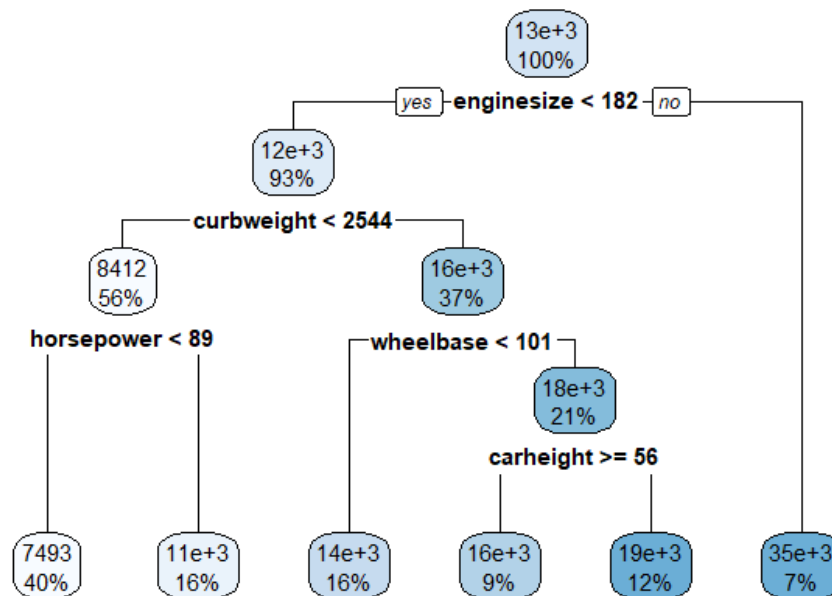 13e+3
100%
yes enginesize < 182 no
12e+3
93%
curbweight < 2544
8412
56%
16e+3
37%
horsepower < 89
wheelbase < 101
18e+3
21%
carheight >= 56
7493
40%
11e+3
16%
14e+3
16%
16e+3
9%
19e+3
12%
35e+3
7%